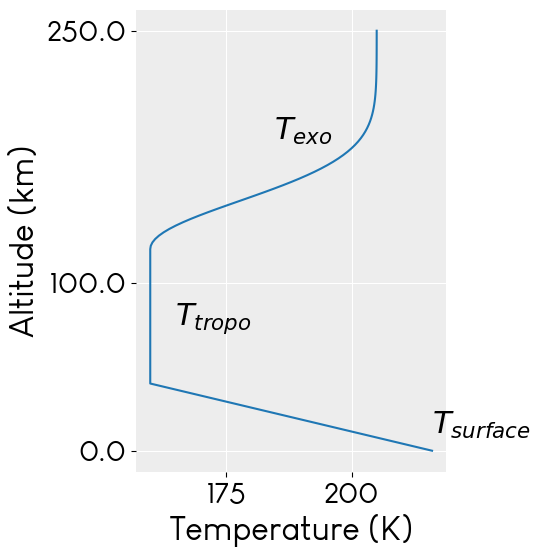 250.0
T_exo
Altitude (km)
100.0
T_tropo
T_surface
0.0
175
200
Temperature (K)